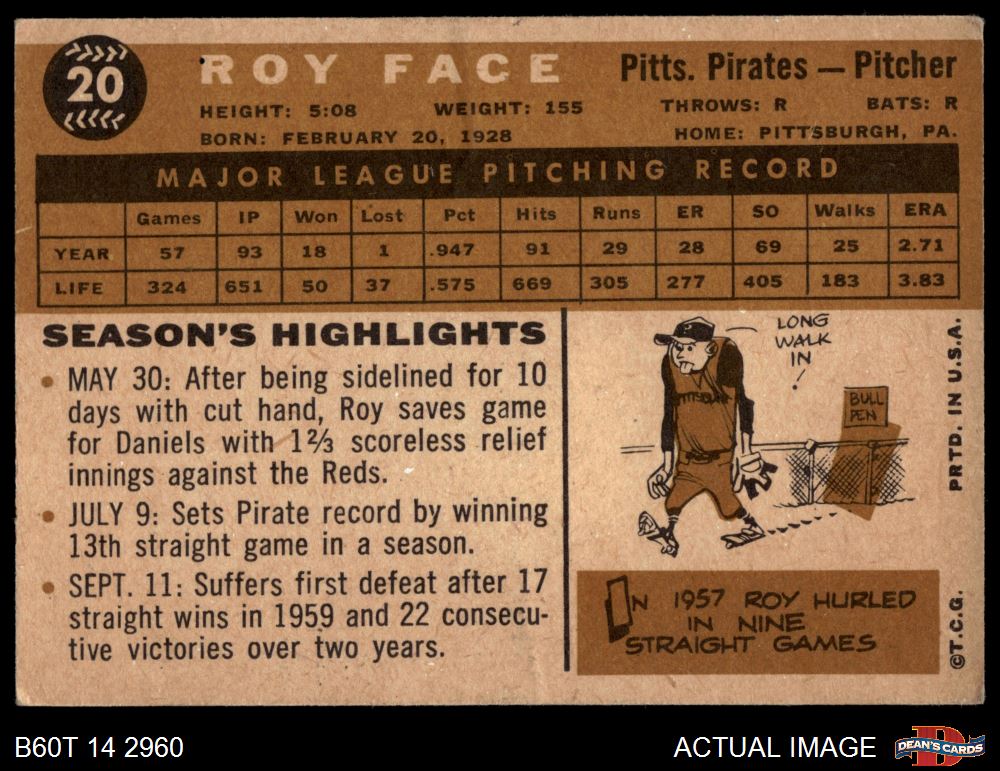 20
ROY FACE
Pitts. Pirates — Pitcher
HEIGHT: 5:08 WEIGHT: 155 THROWS: R BATS: R
BORN: FEBRUARY 20, 1928 HOME: PITTSBURGH, PA.
MAJOR LEAGUE PITCHING RECORD
Games IP Won Lost Pct Hits Runs ER SO Walks ERA
YEAR 57 93 18 1 .947 91 29 28 69 25 2.71
LIFE 324 651 50 37 .575 669 305 277 405 183 3.83
SEASON'S HIGHLIGHTS
• MAY 30: After being sidelined for 10
days with cut hand, Roy saves game
for Daniels with 1⅔ scoreless relief
innings against the Reds.
• JULY 9: Sets Pirate record by winning
13th straight game in a season.
• SEPT. 11: Suffers first defeat after 17
straight wins in 1959 and 22 consecu-
tive victories over two years.
LONG
WALK
IN
!
BULL
PEN
P
IN 1957 ROY HURLED
IN NINE
STRAIGHT GAMES
PRTD. IN U.S.A.
©T.C.G.
B60T 14 2960
ACTUAL IMAGE
D
DEAN'S CARDS